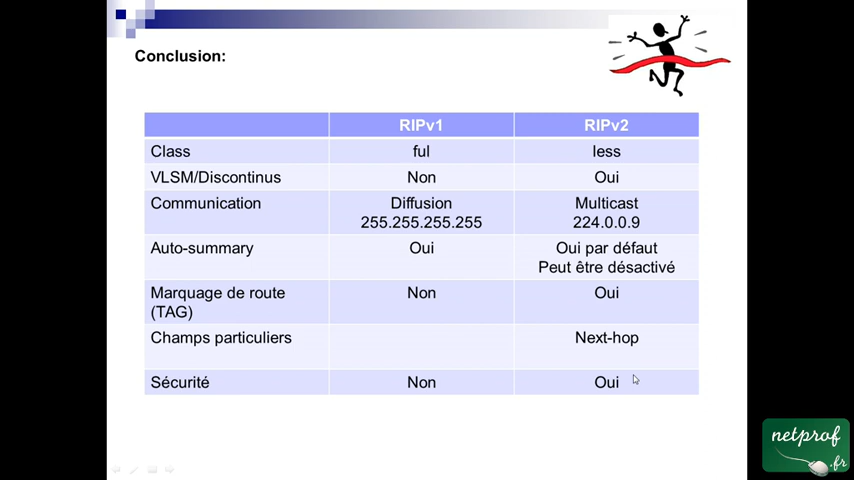 Conclusion:
RIPv1 RIPv2
Class ful less
VLSM/Discontinus Non Oui
Communication Diffusion Multicast
255.255.255.255 224.0.0.9
Auto-summary Oui Oui par défaut
Peut être désactivé
Marquage de route Non Oui
(TAG)
Champs particuliers Next-hop
Sécurité Non Oui
netprof
.fr